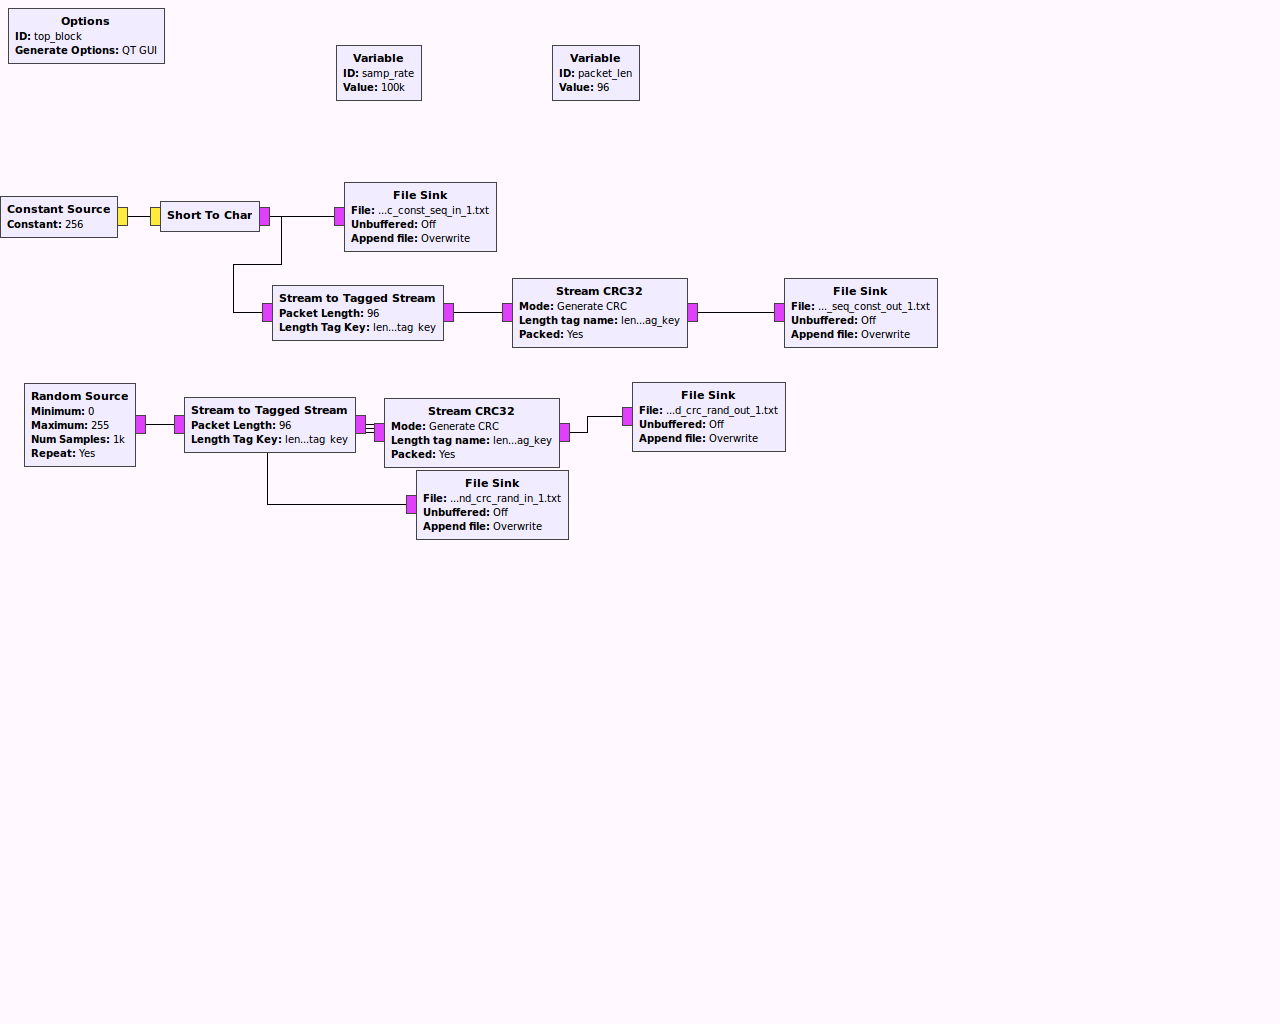 Options
ID: top_block
Generate Options: QT GUI
Variable
ID: samp_rate
Value: 100k
Variable
ID: packet_len
Value: 96
Constant Source
Constant: 256
Short To Char
File Sink
File: ...c_const_seq_in_1.txt
Unbuffered: Off
Append file: Overwrite
Stream to Tagged Stream
Packet Length: 96
Length Tag Key: len...tag_key
Stream CRC32
Mode: Generate CRC
Length tag name: len...ag_key
Packed: Yes
File Sink
File: ..._seq_const_out_1.txt
Unbuffered: Off
Append file: Overwrite
Random Source
Minimum: 0
Maximum: 255
Num Samples: 1k
Repeat: Yes
Stream to Tagged Stream
Packet Length: 96
Length Tag Key: len...tag_key
Stream CRC32
Mode: Generate CRC
Length tag name: len...ag_key
Packed: Yes
File Sink
File: ...d_crc_rand_out_1.txt
Unbuffered: Off
Append file: Overwrite
File Sink
File: ...nd_crc_rand_in_1.txt
Unbuffered: Off
Append file: Overwrite